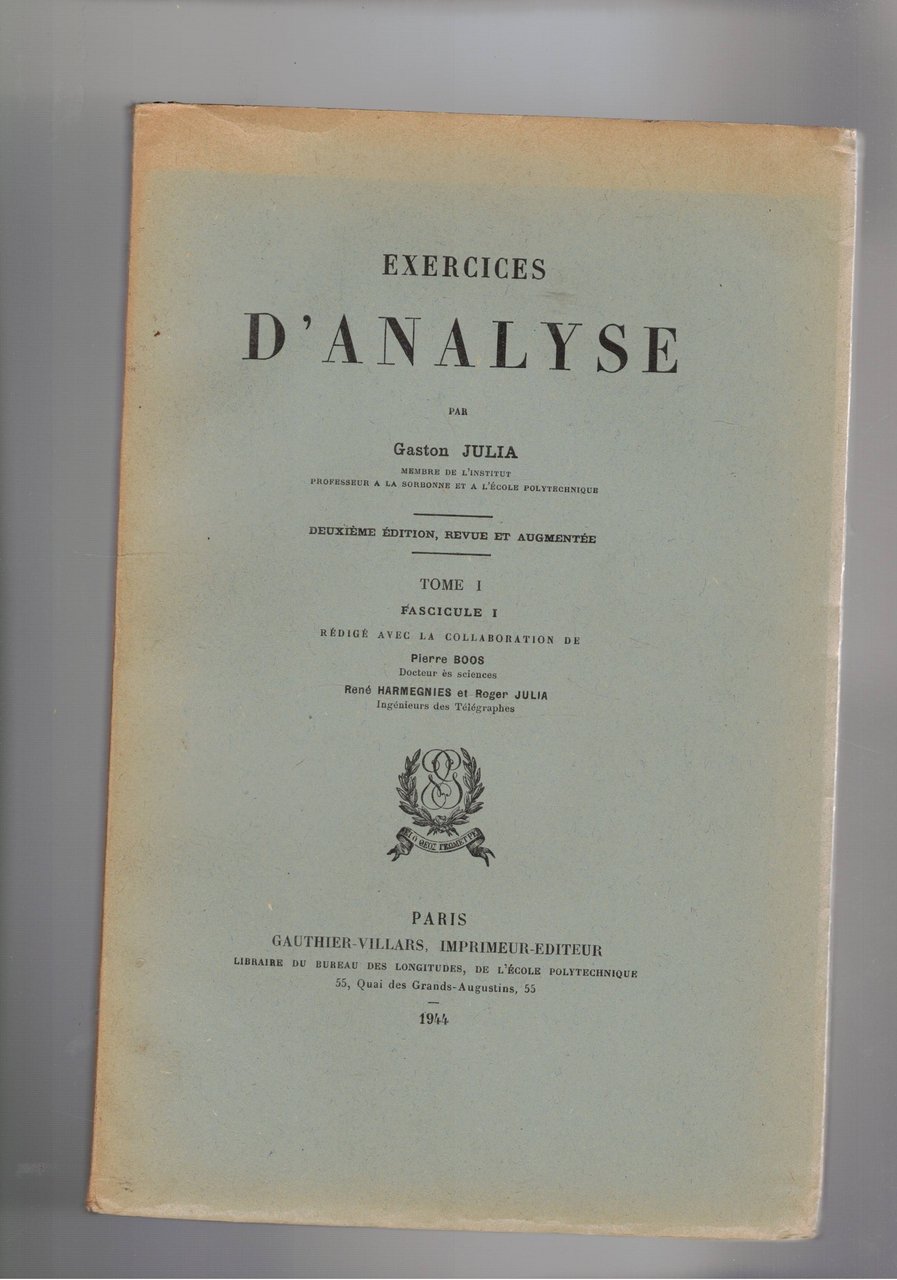 EXERCICES
D'ANALYSE
PAR
Gaston JULIA
MEMBRE DE L'INSTITUT
PROFESSEUR A LA SORBONNE ET A L'ÉCOLE POLYTECHNIQUE
DEUXIÈME ÉDITION, REVUE ET AUGMENTÉE
TOME I
FASCICULE I
RÉDIGÉ AVEC LA COLLABORATION DE
Pierre BOOS
Docteur ès sciences
René HARMEGNIES et Roger JULIA
Ingénieurs des Télégraphes
PARIS
GAUTHIER-VILLARS, IMPRIMEUR-EDITEUR
LIBRAIRE DU BUREAU DES LONGITUDES, DE L'ÉCOLE POLYTECHNIQUE
55, Quai des Grands-Augustins, 55
1944